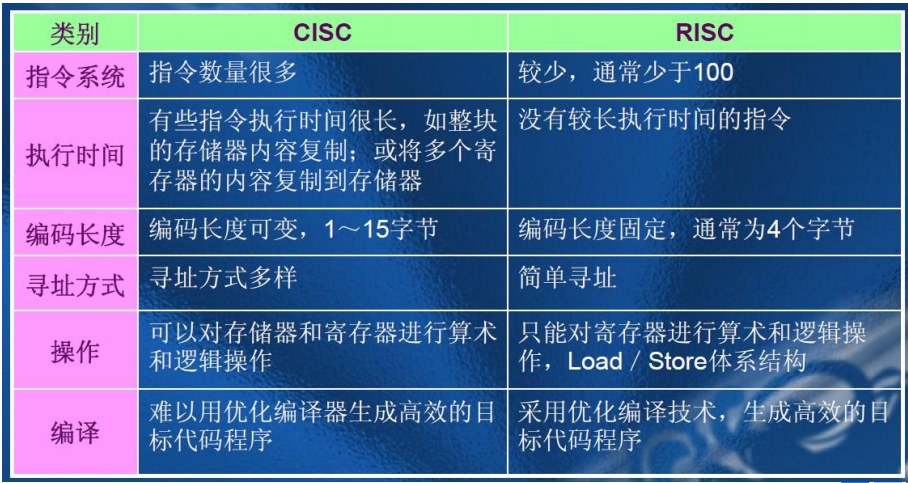 类别 CISC RISC
指令系统 指令数量很多 较少，通常少于100
执行时间 有些指令执行时间很长，如整块的存储器内容复制；或将多个寄存器的内容复制到存储器 没有较长执行时间的指令
编码长度 编码长度可变，1～15字节 编码长度固定，通常为4个字节
寻址方式 寻址方式多样 简单寻址
操作 可以对存储器和寄存器进行算术和逻辑操作 只能对寄存器进行算术和逻辑操作，Load／Store体系结构
编译 难以用优化编译器生成高效的目标代码程序 采用优化编译技术，生成高效的目标代码程序